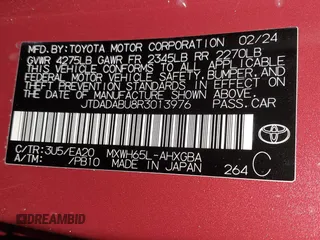 MFD. BY: TOYOTA MOTOR CORPORATION 02/24
GVWR 4275LB GAWR FR 2345LB RR 2270LB
THIS VEHICLE CONFORMS TO ALL APPLICABLE
FEDERAL MOTOR VEHICLE SAFETY, BUMPER, AND
THEFT PREVENTION STANDARDS IN EFFECT ON
THE DATE OF MANUFACTURE SHOWN ABOVE.
JTDADABU8R30T3976 PASS.CAR
C/TR: 3U5/EA20 MXWH65L-AHXGBA
A/TM: /PB10 MADE IN JAPAN 264 C
TOYOTA
DREAMBID